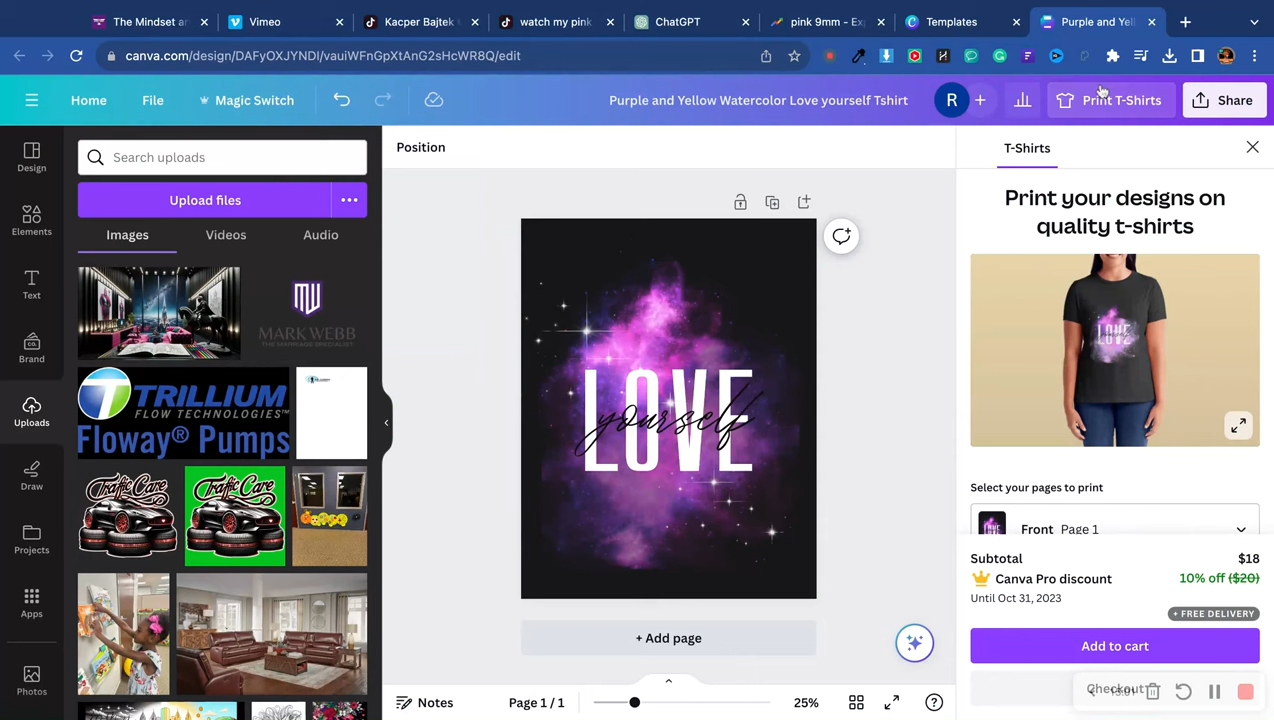 The Mindset an
Vimeo
Kacper Bajtek
watch my pink
ChatGPT
pink 9mm - Exp
Templates
Purple and Yell
canva.com/design/DAFyOXJYNDI/vauiWFnGpXtAnG2sHcWR8Q/edit
Home
File
Magic Switch
Purple and Yellow Watercolor Love yourself Tshirt
R
Print T-Shirts
Share
Design
Elements
Text
Brand
Uploads
Draw
Projects
Apps
Photos
Search uploads
Upload files
Images
Videos
Audio
MARK WEBB
THE MARRIAGE SPECIALIST
TRILLIUM
FLOW TECHNOLOGIES™
Floway® Pumps
Traffic Care
Traffic Care
Position
LOVE
yourself
+ Add page
Notes
Page 1 / 1
25%
T-Shirts
Print your designs on
quality t-shirts
LOVE
Select your pages to print
Front Page 1
Subtotal
$18
Canva Pro discount
10% off ($20)
Until Oct 31, 2023
+ FREE DELIVERY
Add to cart
Checkout